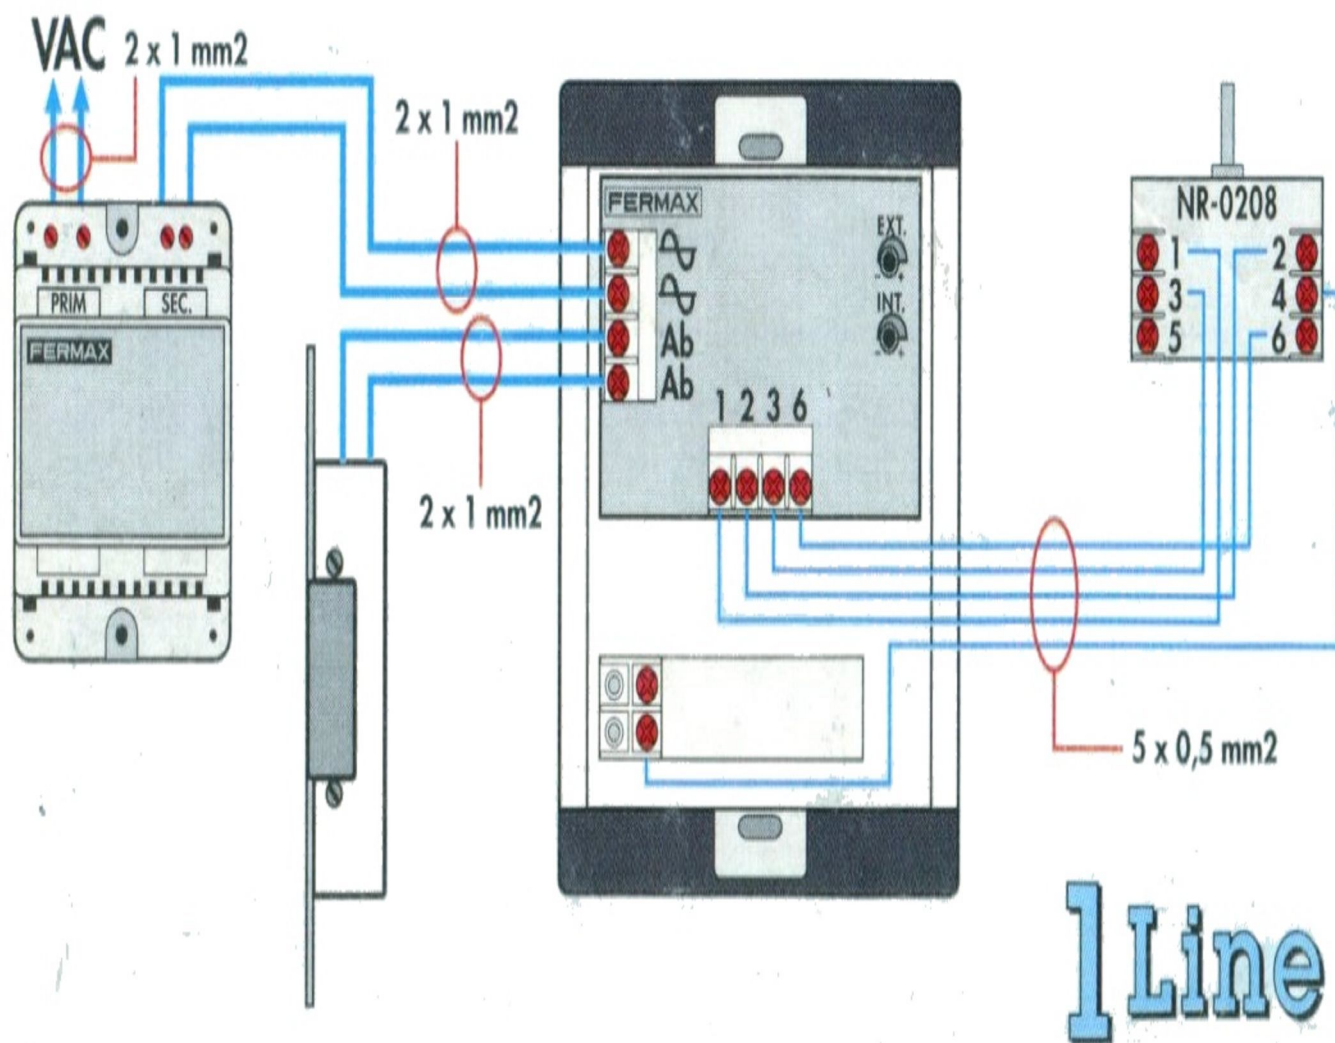 VAC
2 x 1 mm2
2 x 1 mm2
FERMAX
EXT.
- +
INT.
- +
Ab
Ab
1 2 3 6
PRIM
SEC.
FERMAX
2 x 1 mm2
NR-0208
1 2
3 4
5 6
5 x 0,5 mm2
1 Line